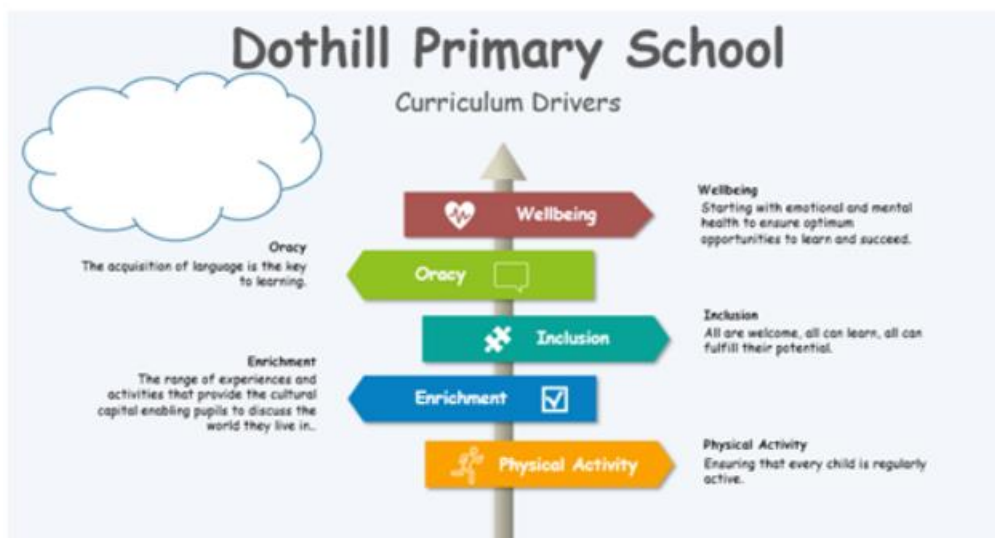 Dothill Primary School
Curriculum Drivers
Wellbeing
Wellbeing
Starting with emotional and mental
health to ensure optimum
opportunities to learn and succeed.
Oracy
The acquisition of language is the key
to learning.
Oracy
Inclusion
Inclusion
All are welcome, all can learn, all can
fulfill their potential.
Enrichment
The range of experiences and
activities that provide the cultural
capital enabling pupils to discuss the
world they live in..
Enrichment
Physical Activity
Physical Activity
Ensuring that every child is regularly
active.